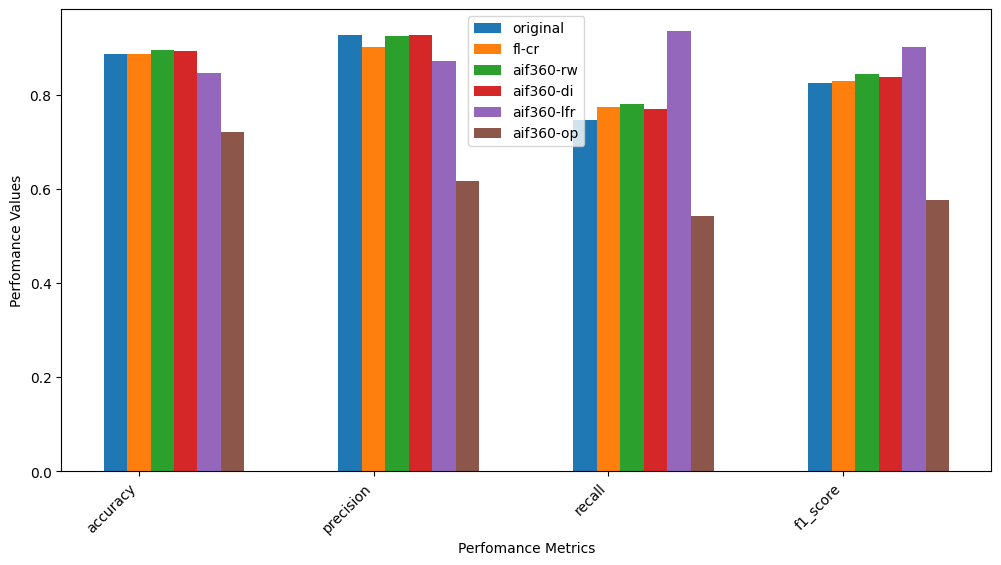 original
fl-cr
aif360-rw
aif360-di
aif360-lfr
aif360-op
0.8
0.6
0.4
0.2
0.0
Perfomance Values
accuracy
precision
recall
f1_score
Perfomance Metrics